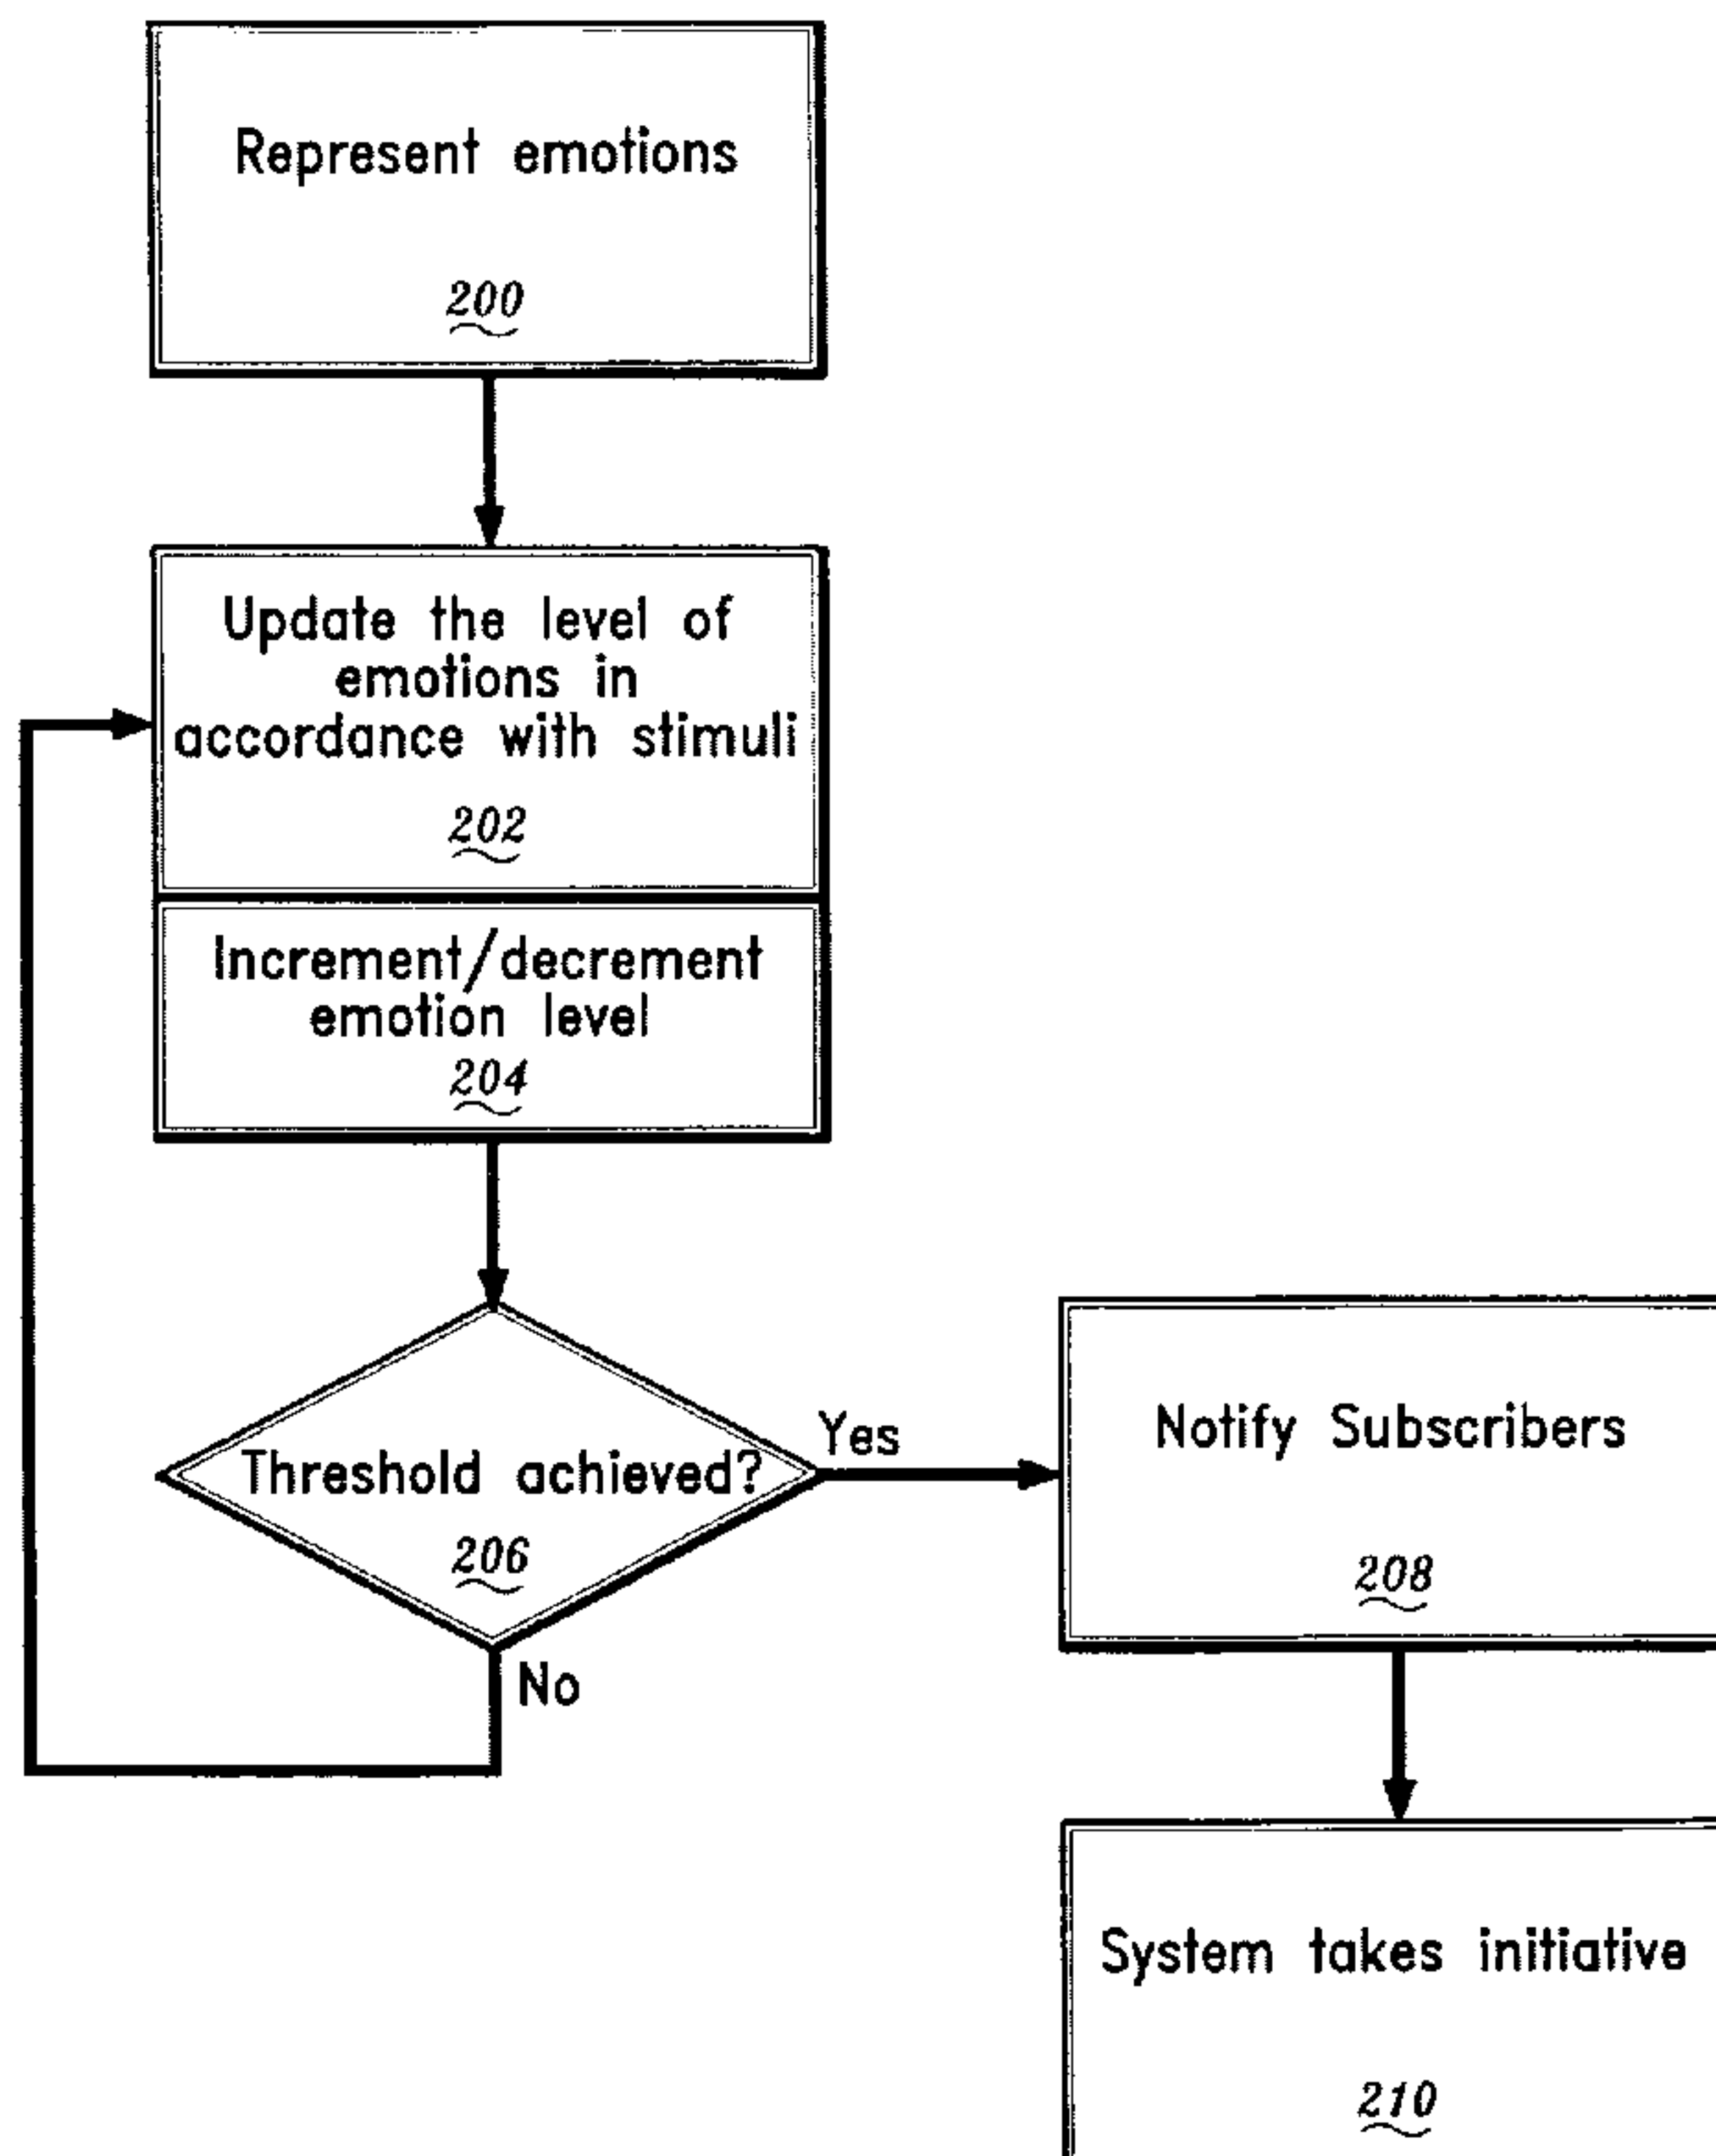 Represent emotions
200
Update the level of
emotions in
accordance with stimuli
202
Increment/decrement
emotion level
204
Threshold achieved?
206
Yes
No
Notify Subscribers
208
System takes initiative
210